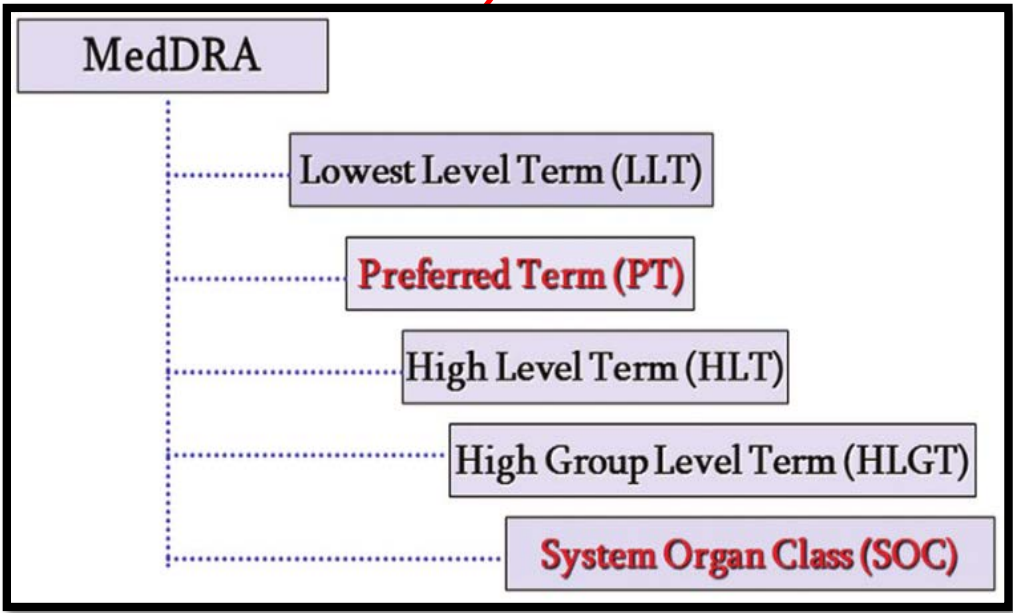 MedDRA
Lowest Level Term (LLT)
Preferred Term (PT)
High Level Term (HLT)
High Group Level Term (HLGT)
System Organ Class (SOC)